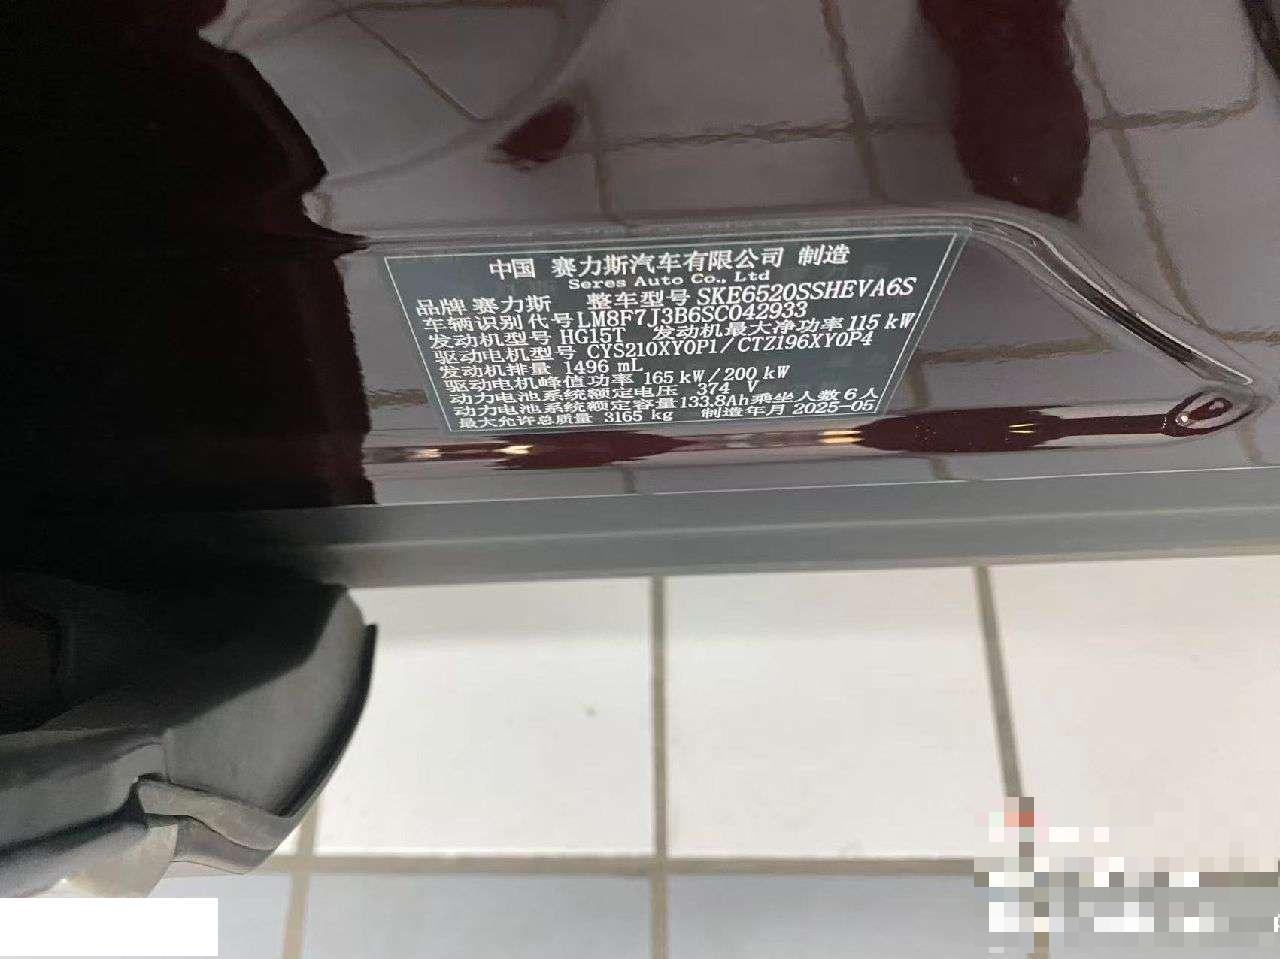 中国 赛力斯汽车有限公司 制造
Seres Auto Co., Ltd
品牌 赛力斯 整车型号 SKE6520SSHEVA6S
车辆识别代号 LM8F7J3B6SC042933
发动机型号 HG15T 发动机最大净功率 115 kW
驱动电机型号 CYS210XY0P1/CTZ196XY0P4
发动机排量 1496 mL
驱动电机峰值功率 165 kW/200 kW
动力电池系统额定电压 374 V
动力电池系统额定容量 133.8Ah 乘坐人数 6 人
最大允许总质量 3165 kg 制造年月 2025-05